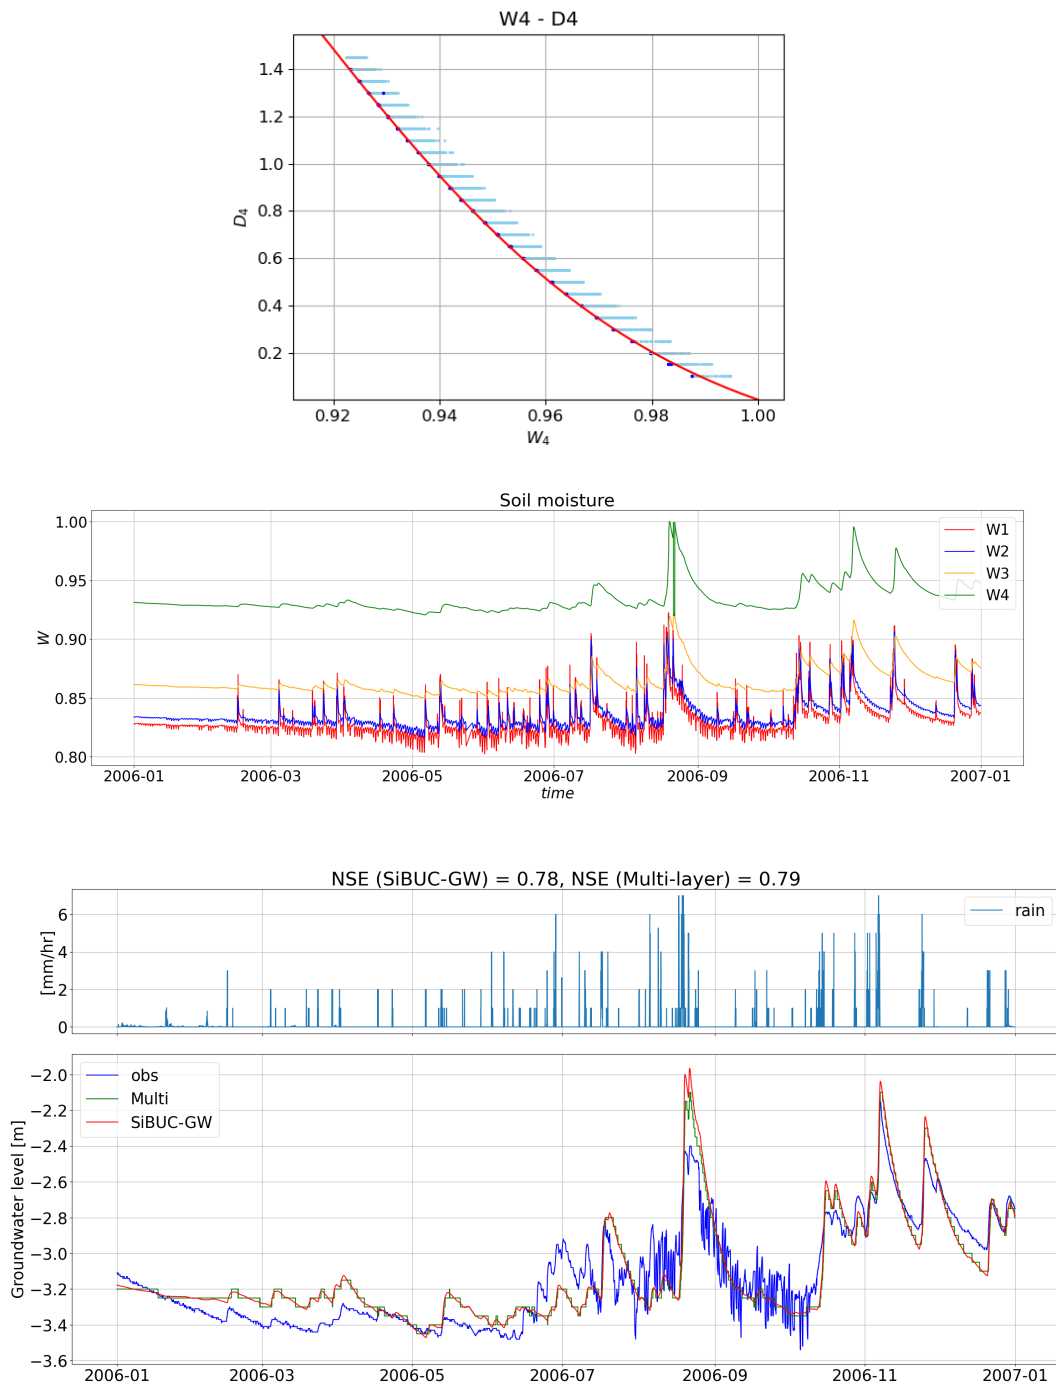 W4 - D4
1.4
1.2
1.0
0.8
0.6
0.4
0.2
D4
0.92 0.94 0.96 0.98 1.00
W4
Soil moisture
1.00
0.95
0.90
0.85
0.80
W
W1
W2
W3
W4
2006-01 2006-03 2006-05 2006-07 2006-09 2006-11 2007-01
time
NSE (SiBUC-GW) = 0.78, NSE (Multi-layer) = 0.79
6
4
2
0
[mm/hr]
rain
−2.0
−2.2
−2.4
−2.6
−2.8
−3.0
−3.2
−3.4
−3.6
Groundwater level [m]
obs
Multi
SiBUC-GW
2006-01 2006-03 2006-05 2006-07 2006-09 2006-11 2007-01